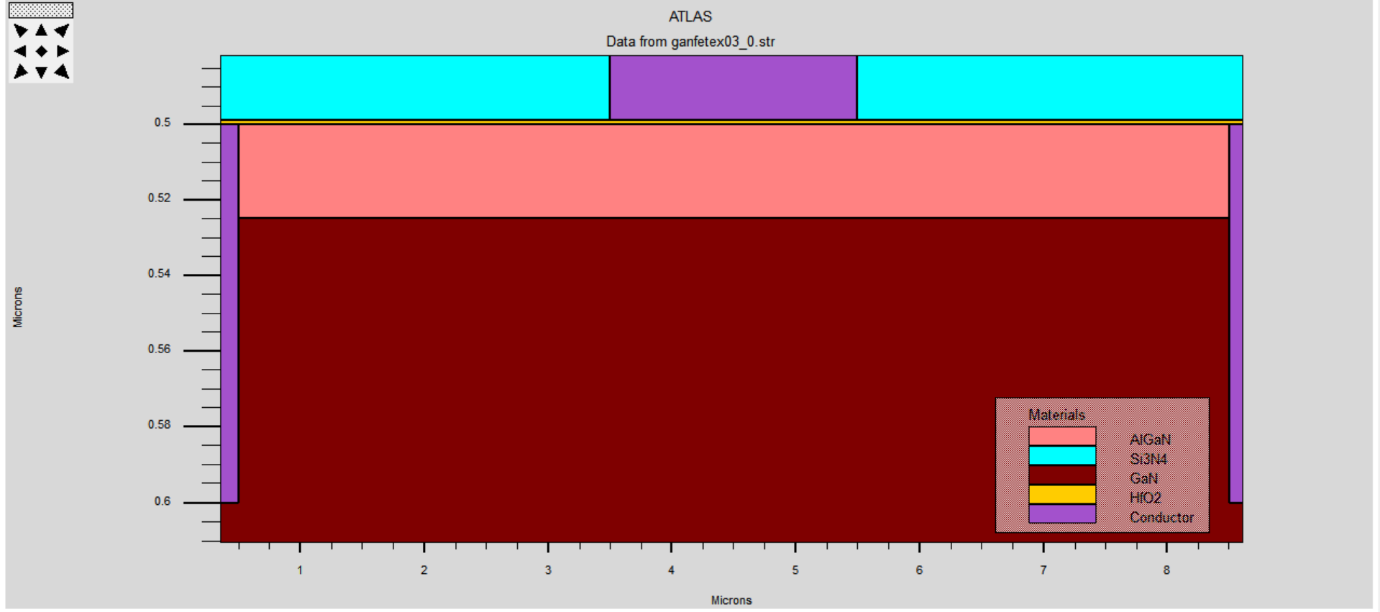 ATLAS
Data from ganfetex03_0.str
0.5
0.52
0.54
0.56
0.58
0.6
Microns
Materials
AlGaN
Si3N4
GaN
HfO2
Conductor
1 2 3 4 5 6 7 8
Microns